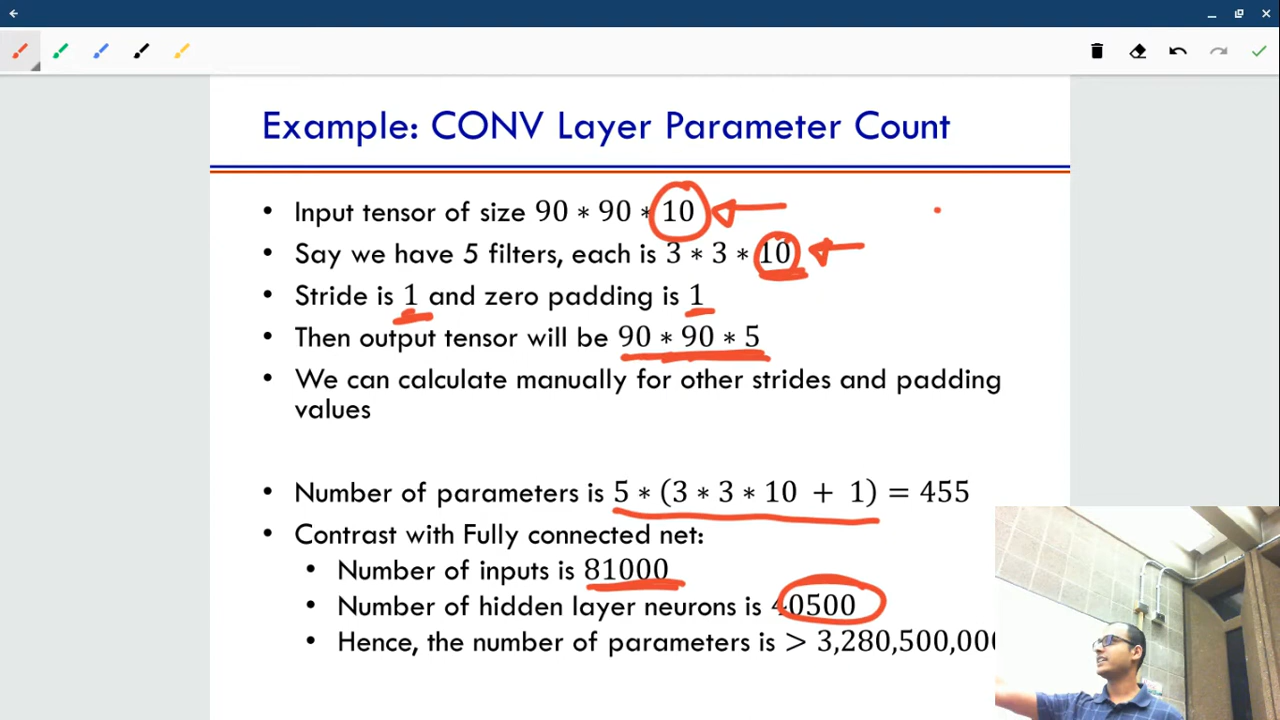 Example: CONV Layer Parameter Count
• Input tensor of size 90 ∗ 90 ∗ 10
• Say we have 5 filters, each is 3 ∗ 3 ∗ 10
• Stride is 1 and zero padding is 1
• Then output tensor will be 90 ∗ 90 ∗ 5
• We can calculate manually for other strides and padding
values
• Number of parameters is 5 ∗ (3 ∗ 3 ∗ 10 + 1) = 455
• Contrast with Fully connected net:
• Number of inputs is 81000
• Number of hidden layer neurons is 40500
• Hence, the number of parameters is > 3,280,500,000